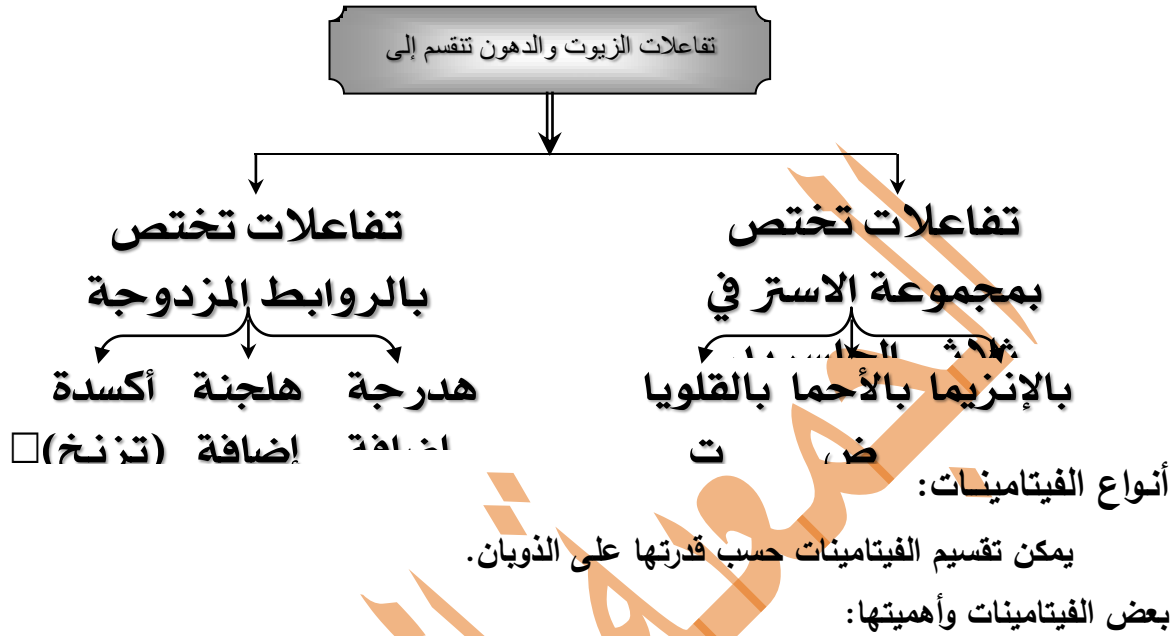 تفاعلات الزيوت والدهون تنقسم إلى
تفاعلات تختص
بمجموعة الاستر في
تفاعلات تختص
بالروابط المزدوجة
بالإنزيما بالأحما بالقلويا
ض ت
هدرجة هلجنة أكسدة
إضافة (تزنخ)
أنواع الفيتامينات:
يمكن تقسيم الفيتامينات حسب قدرتها على الذوبان.
بعض الفيتامينات وأهميتها: